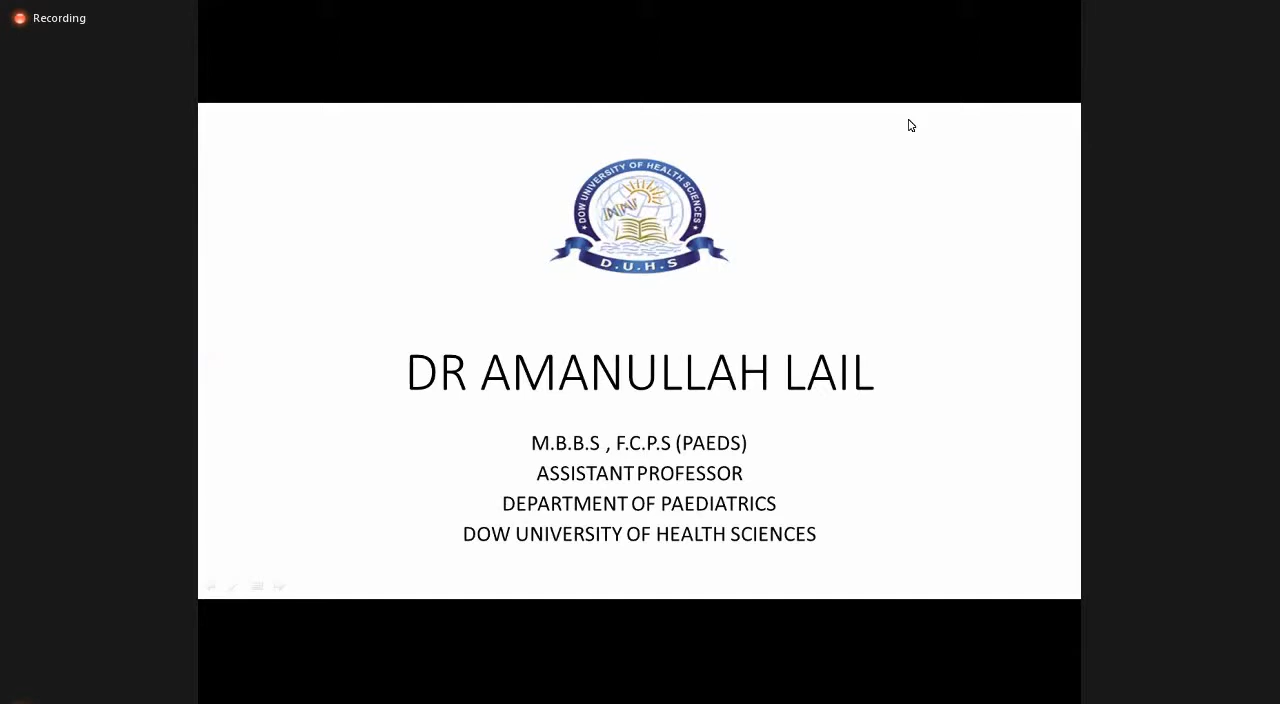 Recording
DOW UNIVERSITY OF HEALTH SCIENCES
D.U.H.S
DR AMANULLAH LAIL
M.B.B.S , F.C.P.S (PAEDS)
ASSISTANT PROFESSOR
DEPARTMENT OF PAEDIATRICS
DOW UNIVERSITY OF HEALTH SCIENCES